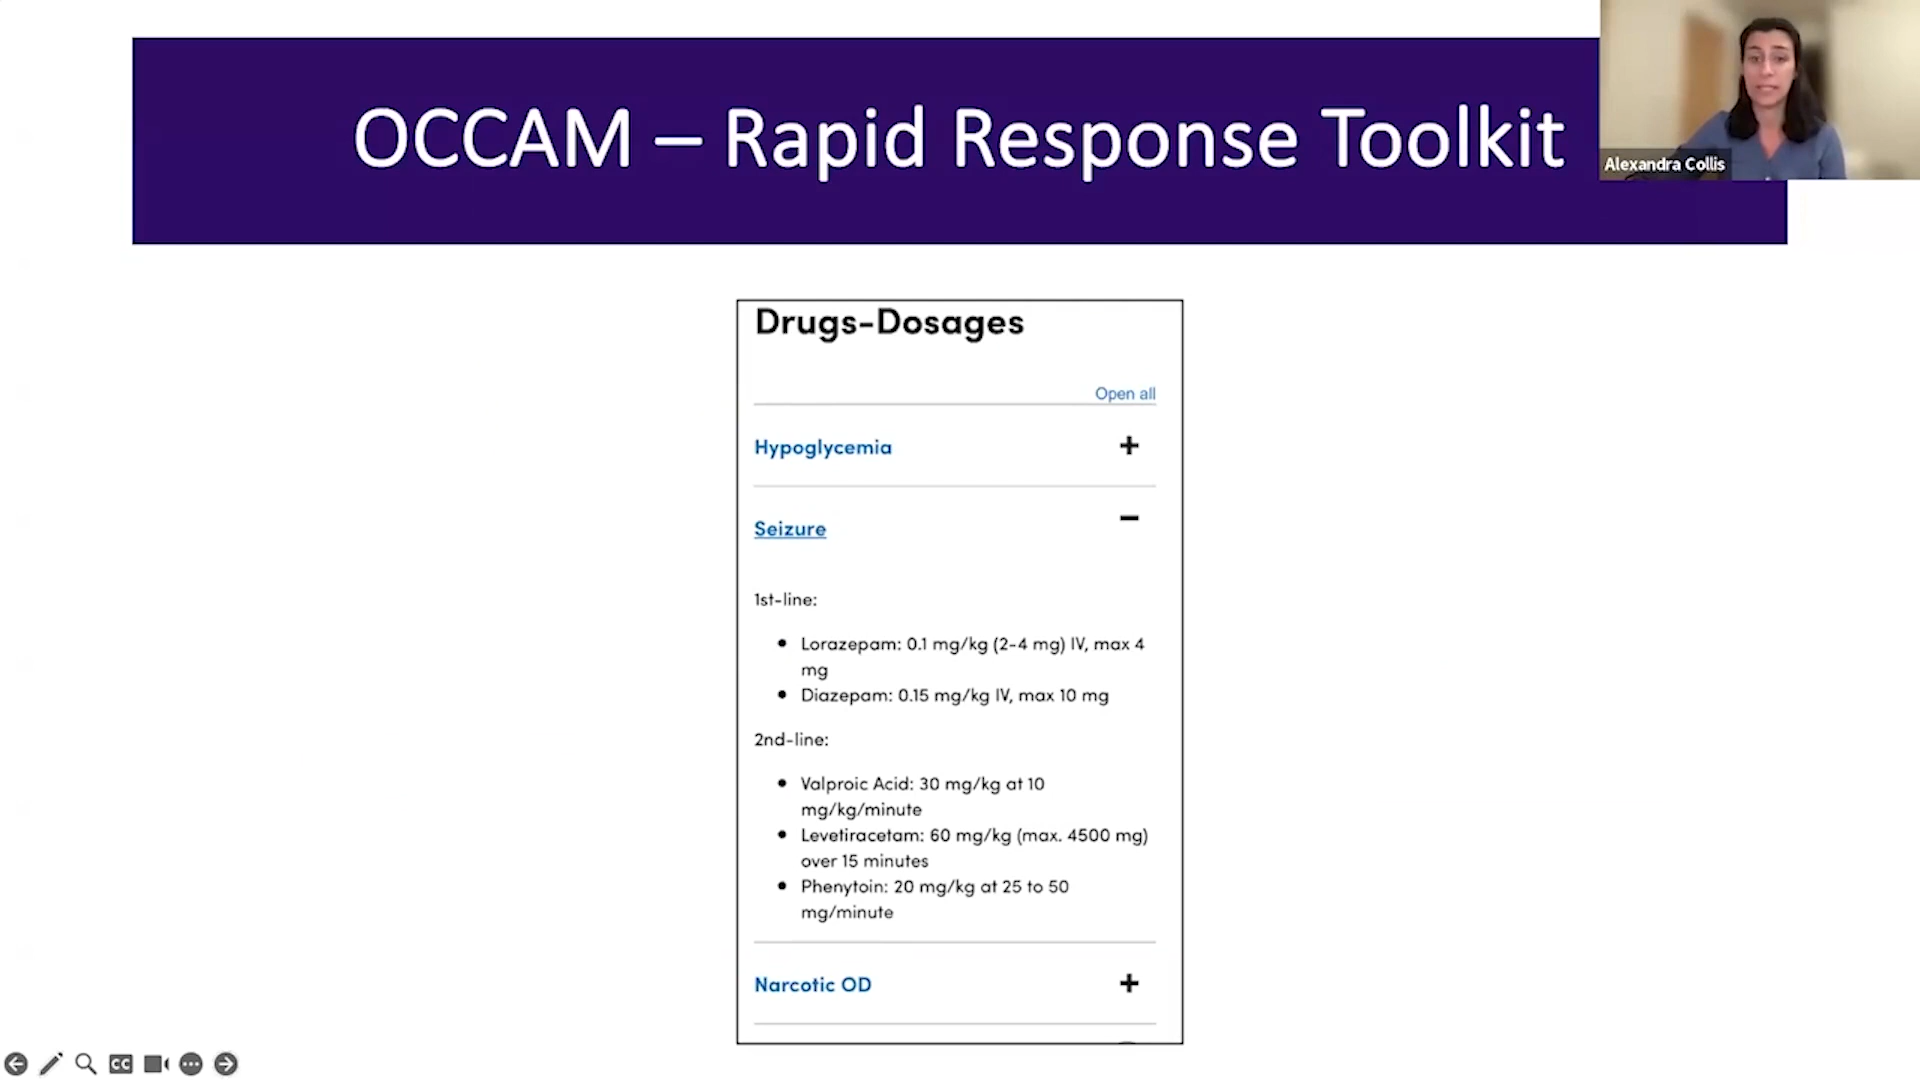 OCCAM – Rapid Response Toolkit
Alexandra Collis
Drugs-Dosages
Open all
Hypoglycemia +
Seizure −
1st-line:
• Lorazepam: 0.1 mg/kg (2-4 mg) IV, max 4
mg
• Diazepam: 0.15 mg/kg IV, max 10 mg
2nd-line:
• Valproic Acid: 30 mg/kg at 10
mg/kg/minute
• Levetiracetam: 60 mg/kg (max. 4500 mg)
over 15 minutes
• Phenytoin: 20 mg/kg at 25 to 50
mg/minute
Narcotic OD +
CC